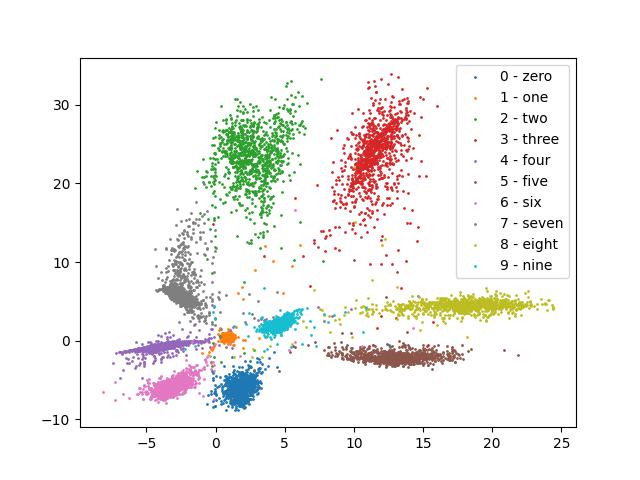 0 - zero
1 - one
2 - two
3 - three
4 - four
5 - five
6 - six
7 - seven
8 - eight
9 - nine
30
20
10
0
−10
−5
0
5
10
15
20
25